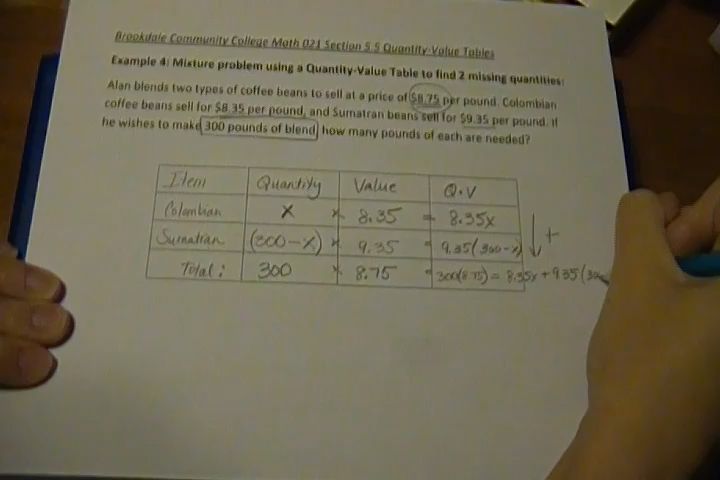 Brookdale Community College Math 021 Section 5.5 Quantity-Value Tables
Example 4: Mixture problem using a Quantity-Value Table to find 2 missing quantities:
Alan blends two types of coffee beans to sell at a price of $8.75 per pound. Colombian
coffee beans sell for $8.35 per pound, and Sumatran beans sell for $9.35 per pound. If
he wishes to make 300 pounds of blend, how many pounds of each are needed?
Item Quantity Value Q·V
Colombian x × 8.35 = 8.35x
Sumatran (300-x) × 9.35 = 9.35(300-x) +
Total: 300 × 8.75 = 300(8.75) = 8.35x + 9.35(300